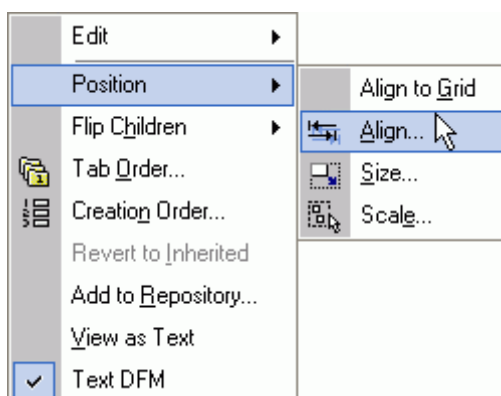 Edit
Position
Flip Children
Tab Order...
Creation Order...
Revert to Inherited
Add to Repository...
View as Text
Text DFM
Align to Grid
Align...
Size...
Scale...